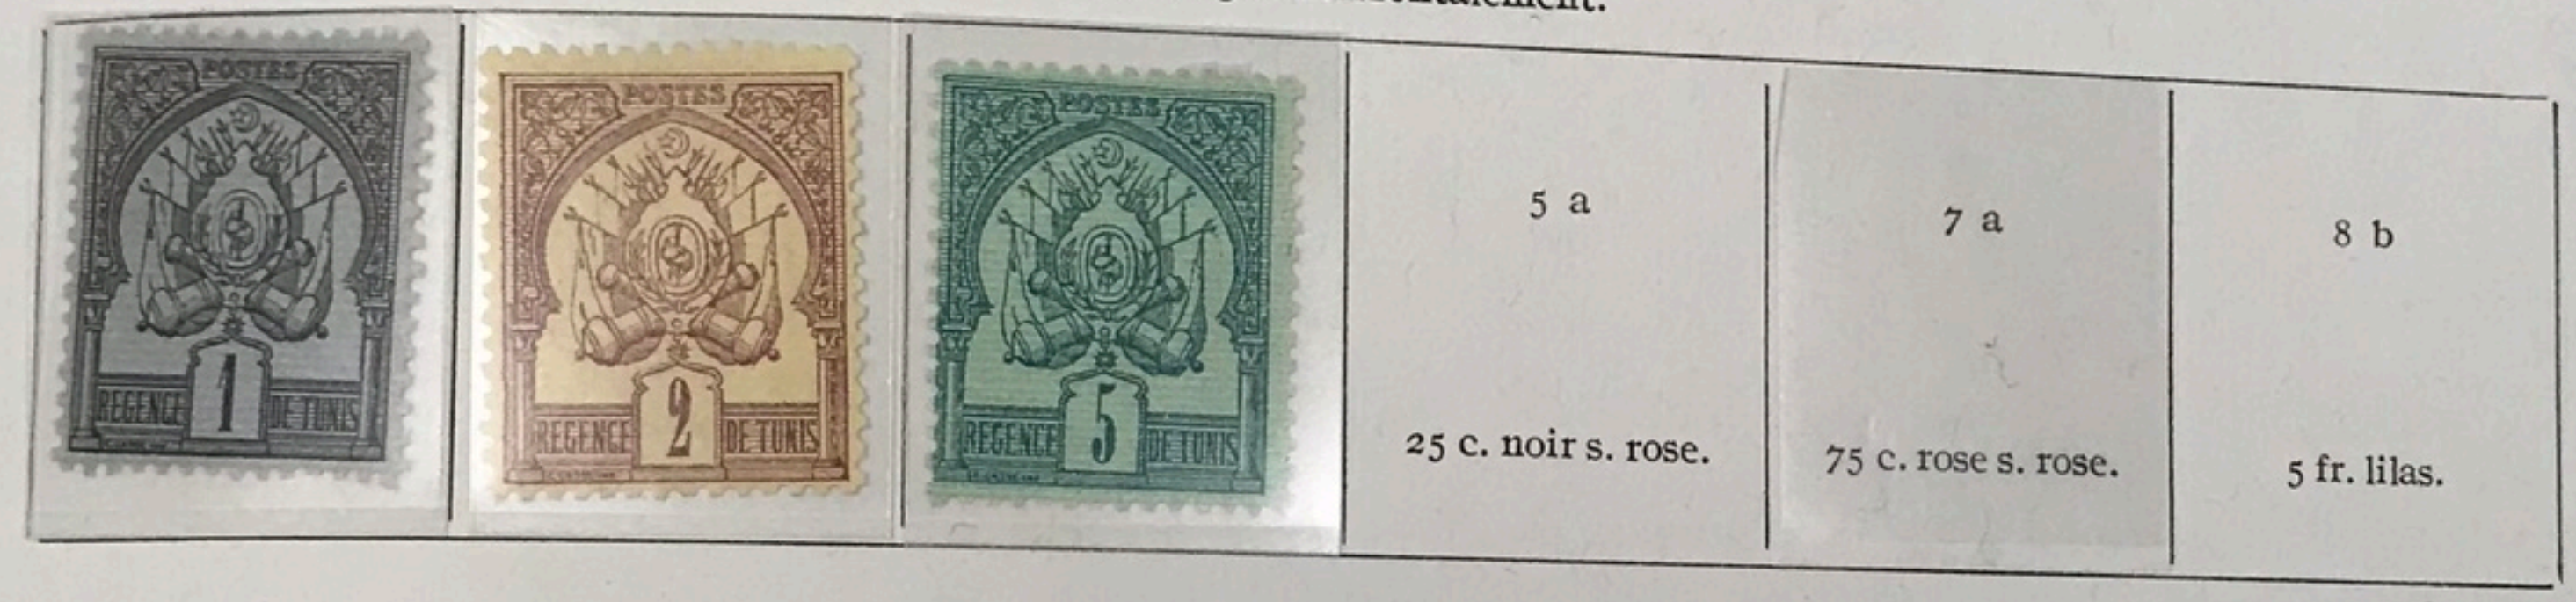 POSTES
REGENCE 1 DE TUNIS
POSTES
REGENCE 2 DE TUNIS
POSTES
REGENCE 5 DE TUNIS
5 a
25 c. noir s. rose.
7 a
75 c. rose s. rose.
8 b
5 fr. lilas.